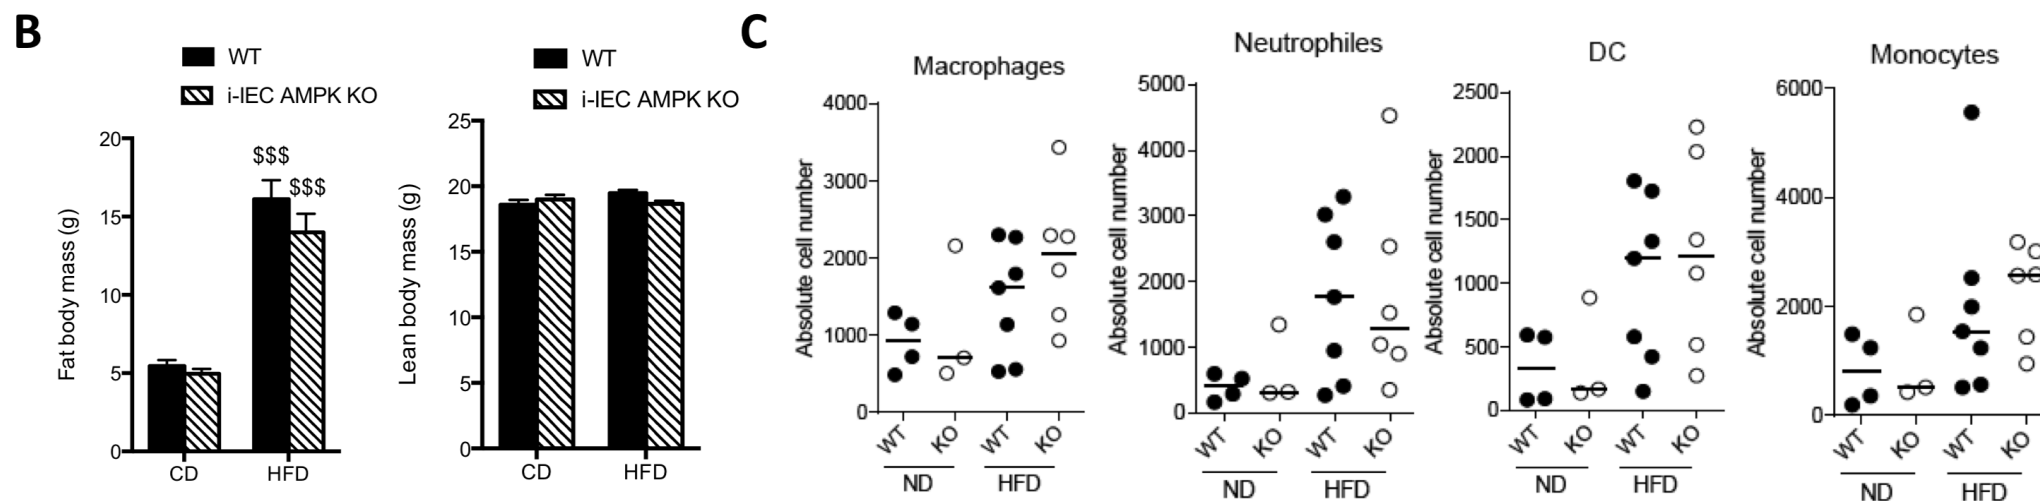 B
WT
i-IEC AMPK KO
Fat body mass (g)
20
15
10
5
0
$$$
$$$
CD HFD
WT
i-IEC AMPK KO
Lean body mass (g)
25
20
15
10
5
0
CD HFD
C
Macrophages
Absolute cell number
4000
3000
2000
1000
0
WT KO WT KO
ND HFD
Neutrophiles
Absolute cell number
5000
4000
3000
2000
1000
0
WT KO WT KO
ND HFD
DC
Absolute cell number
2500
2000
1500
1000
500
0
WT KO WT KO
ND HFD
Monocytes
Absolute cell number
6000
4000
2000
0
WT KO WT KO
ND HFD